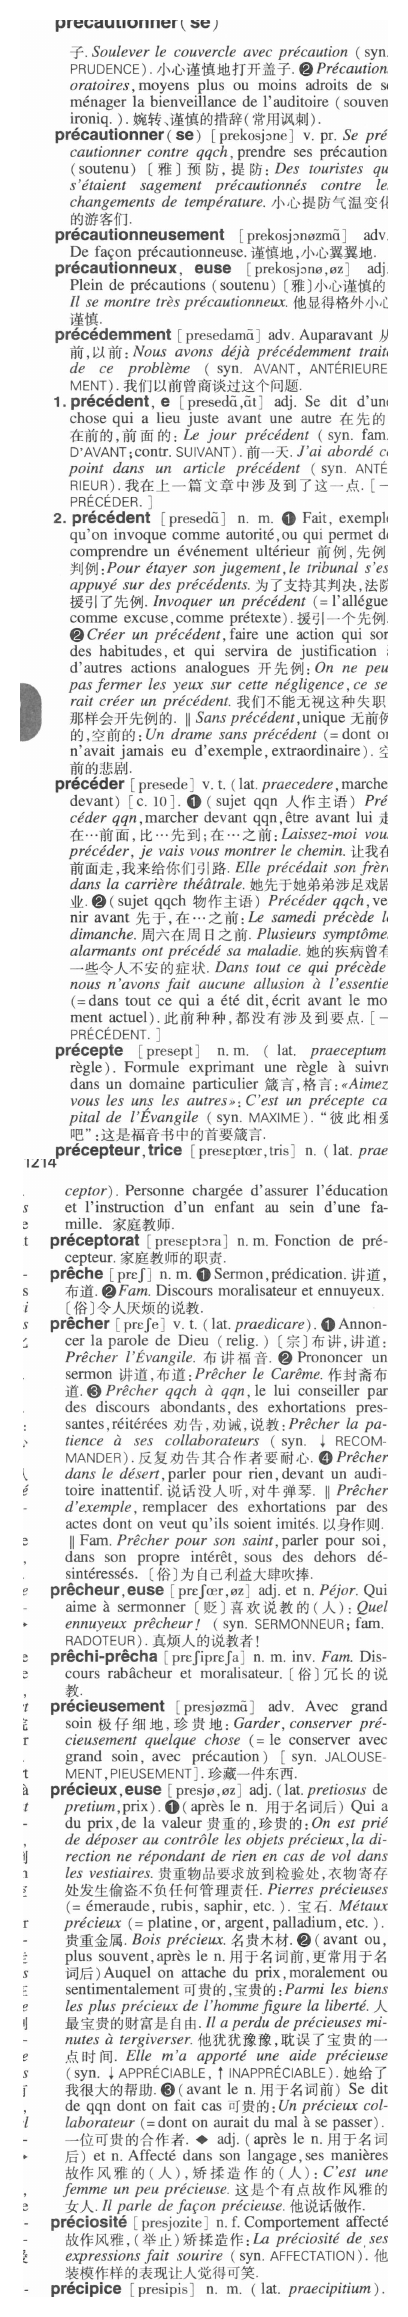 précautionner(se)
子. Soulever le couvercle avec précaution (syn.
PRUDENCE). 小心谨慎地打开盖子. ❷ Précaution
oratoires, moyens plus ou moins adroits de s
ménager la bienveillance de l'auditoire (souven
ironiq.). 婉转、谨慎的措辞(常用讽刺).
précautionner(se) [prekosjɔne] v. pr. Se pré
cautionner contre qqch, prendre ses précaution
(soutenu) 〔雅〕预防, 提防: Des touristes qu
s'étaient sagement précautionnés contre le
changements de température. 小心提防气温变化
的游客们.
précautionneusement [prekosjɔnøzmɑ̃] adv.
De façon précautionneuse. 谨慎地,小心翼翼地.
précautionneux, euse [prekosjɔnø,øz] adj.
Plein de précautions (soutenu) 〔雅〕小心谨慎的
Il se montre très précautionneux. 他显得格外小心
谨慎.
précédemment [presedamɑ̃] adv. Auparavant 从
前,以前: Nous avons déjà précédemment traité
de ce problème (syn. AVANT, ANTÉRIEURE
MENT). 我们以前曾商谈过这个问题.
1. précédent, e [presedɑ̃,ɑ̃t] adj. Se dit d'une
chose qui a lieu juste avant une autre 在先的
在前的,前面的: Le jour précédent (syn. fam.
D'AVANT; contr. SUIVANT). 前一天. J'ai abordé ce
point dans un article précédent (syn. ANTÉ
RIEUR). 我在上一篇文章中涉及到了这一点. [→
PRÉCÉDER.]
2. précédent [presedɑ̃] n. m. ❶ Fait, exemple
qu'on invoque comme autorité, ou qui permet de
comprendre un événement ultérieur 前例,先例
判例: Pour étayer son jugement, le tribunal s'es
appuyé sur des précédents. 为了支持其判决,法院
援引了先例. Invoquer un précédent (= l'allégue
comme excuse, comme prétexte). 援引一个先例.
❷ Créer un précédent, faire une action qui sor
des habitudes, et qui servira de justification à
d'autres actions analogues 开先例: On ne peu
pas fermer les yeux sur cette négligence, ce se
rait créer un précédent. 我们不能无视这种失职
那样会开先例的. ‖ Sans précédent, unique 无前例
的,空前的: Un drame sans précédent (= dont on
n'avait jamais eu d'exemple, extraordinaire). 空
前的悲剧.
précéder [presede] v. t. (lat. praecedere, marche
devant) [c. 10]. ❶ (sujet qqn 人作主语) Pré
céder qqn, marcher devant qqn, être avant lui 走
在…前面, 比…先到; 在…之前: Laissez-moi vous
précéder, je vais vous montrer le chemin. 让我在
前面走,我来给你们引路. Elle précédait son frère
dans la carrière théâtrale. 她先于她弟弟涉足戏剧
业. ❷ (sujet qqch 物作主语) Précéder qqch, ve
nir avant 先于, 在…之前: Le samedi précède le
dimanche. 周六在周日之前. Plusieurs symptôme
alarmants ont précédé sa maladie. 她的疾病曾有
一些令人不安的症状. Dans tout ce qui précède
nous n'avons fait aucune allusion à l'essentie
(= dans tout ce qui a été dit, écrit avant le mo
ment actuel). 此前种种, 都没有涉及到要点. [→
PRÉCÉDENT.]
précepte [presept] n. m. (lat. praeceptum
règle). Formule exprimant une règle à suivre
dans un domaine particulier 箴言,格言: «Aimez
vous les uns les autres»: C'est un précepte ca
pital de l'Évangile (syn. MAXIME). “彼此相爱
吧”:这是福音书中的首要箴言.
précepteur, trice [preseptœr,tris] n. (lat. prae
1214
ceptor). Personne chargée d'assurer l'éducation
et l'instruction d'un enfant au sein d'une fa-
mille. 家庭教师.
préceptorat [preseptɔra] n. m. Fonction de pré-
cepteur. 家庭教师的职责.
prêche [prɛʃ] n. m. ❶ Sermon, prédication. 讲道,
布道. ❷ Fam. Discours moralisateur et ennuyeux.
〔俗〕令人厌烦的说教.
prêcher [prɛʃe] v. t. (lat. praedicare). ❶ Annon-
cer la parole de Dieu (relig.) 〔宗〕布讲, 讲道:
Prêcher l'Évangile. 布讲福音. ❷ Prononcer un
sermon 讲道, 布道: Prêcher le Carême. 作封斋布
道. ❸ Prêcher qqch à qqn, le lui conseiller par
des discours abondants, des exhortations pres-
santes, réitérées 劝告, 劝诫, 说教: Prêcher la pa-
tience à ses collaborateurs (syn. ↓ RECOM-
MANDER). 反复劝告其合作者要耐心. ❹ Prêcher
dans le désert, parler pour rien, devant un audi-
toire inattentif. 说话没人听, 对牛弹琴. ‖ Prêcher
d'exemple, remplacer des exhortations par des
actes dont on veut qu'ils soient imités. 以身作则.
‖ Fam. Prêcher pour son saint, parler pour soi,
dans son propre intérêt, sous des dehors dé-
sintéressés. 〔俗〕为自己利益大肆吹捧.
prêcheur, euse [prɛʃœr,øz] adj. et n. Péjor. Qui
aime à sermonner 〔贬〕喜欢说教的(人): Quel
ennuyeux prêcheur! (syn. SERMONNEUR; fam.
RADOTEUR). 真烦人的说教者!
prêchi-prêcha [prɛʃiprɛʃa] n. m. inv. Fam. Dis-
cours rabâcheur et moralisateur. 〔俗〕冗长的说
教.
précieusement [presjøzmɑ̃] adv. Avec grand
soin 极仔细地, 珍贵地: Garder, conserver pré-
cieusement quelque chose (= le conserver avec
grand soin, avec précaution) [syn. JALOUSE-
MENT, PIEUSEMENT]. 珍藏一件东西.
précieux, euse [presjø,øz] adj. (lat. pretiosus de
pretium, prix). ❶ (après le n. 用于名词后) Qui a
du prix, de la valeur 贵重的, 珍贵的: On est prié
de déposer au contrôle les objets précieux, la di-
rection ne répondant de rien en cas de vol dans
les vestiaires. 贵重物品要求放到检验处, 衣物寄存
处发生偷盗不负任何管理责任. Pierres précieuses
(= émeraude, rubis, saphir, etc.). 宝石. Métaux
précieux (= platine, or, argent, palladium, etc.).
贵重金属. Bois précieux. 名贵木材. ❷ (avant ou,
plus souvent, après le n. 用于名词前, 更常用于名
词后) Auquel on attache du prix, moralement ou
sentimentalement 可贵的, 宝贵的: Parmi les biens
les plus précieux de l'homme figure la liberté. 人
最宝贵的财富是自由. Il a perdu de précieuses mi-
nutes à tergiverser. 他犹犹豫豫, 耽误了宝贵的一
点时间. Elle m'a apporté une aide précieuse
(syn. ↓ APPRÉCIABLE, ↑ INAPPRÉCIABLE). 她给了
我很大的帮助. ❸ (avant le n. 用于名词前) Se dit
de qqn dont on fait cas 可贵的: Un précieux col-
laborateur (= dont on aurait du mal à se passer).
一位可贵的合作者. ◆ adj. (après le n. 用于名词
后) et n. Affecté dans son langage, ses manières
故作风雅的(人), 矫揉造作的(人): C'est une
femme un peu précieuse. 这是个有点故作风雅的
女人. Il parle de façon précieuse. 他说话做作.
préciosité [presjozite] n. f. Comportement affecté
故作风雅, (举止)矫揉造作: La préciosité de ses
expressions fait sourire (syn. AFFECTATION). 他
装模作样的表现让人觉得可笑.
précipice [presipis] n. m. (lat. praecipitium).